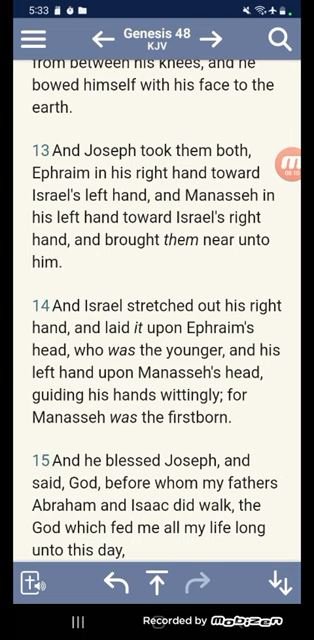 5:33
Genesis 48
KJV
from between his knees, and he
bowed himself with his face to the
earth.
13 And Joseph took them both,
Ephraim in his right hand toward
Israel's left hand, and Manasseh in
his left hand toward Israel's right
hand, and brought them near unto
him.
14 And Israel stretched out his right
hand, and laid it upon Ephraim's
head, who was the younger, and his
left hand upon Manasseh's head,
guiding his hands wittingly; for
Manasseh was the firstborn.
15 And he blessed Joseph, and
said, God, before whom my fathers
Abraham and Isaac did walk, the
God which fed me all my life long
unto this day,
Recorded by mobizen